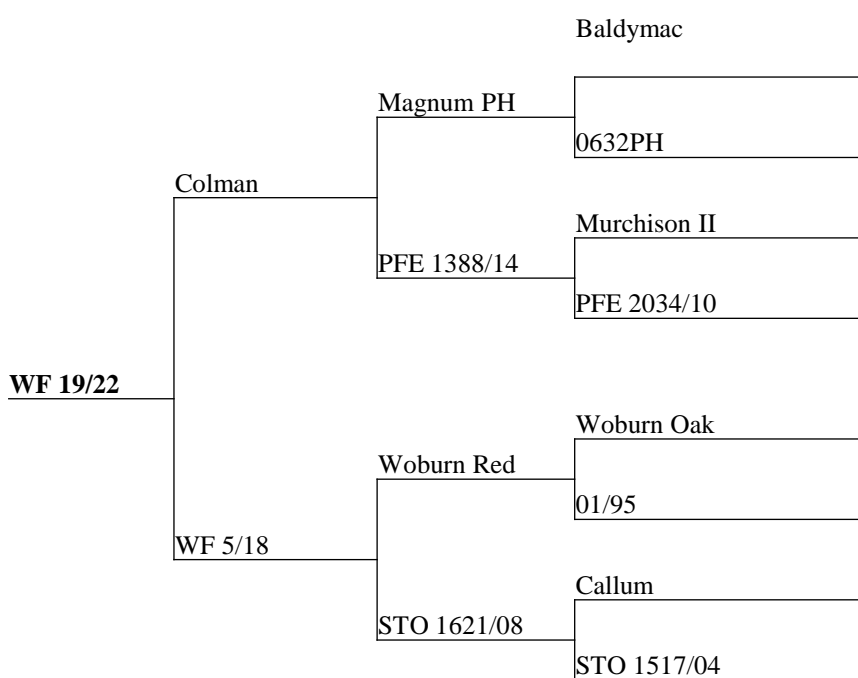 Baldymac
Magnum PH
0632PH
Colman
Murchison II
PFE 1388/14
PFE 2034/10
WF 19/22
Woburn Oak
Woburn Red
01/95
WF 5/18
Callum
STO 1621/08
STO 1517/04